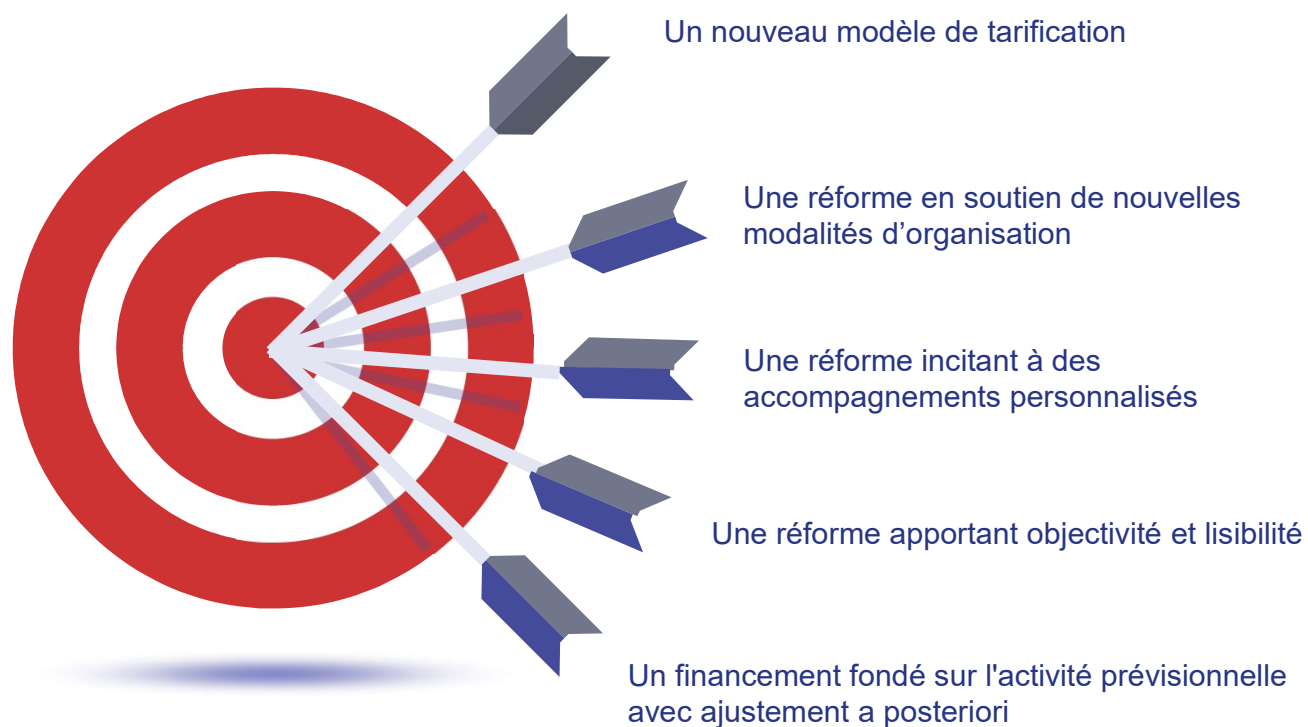 Un nouveau modèle de tarification
Une réforme en soutien de nouvelles
modalités d'organisation
Une réforme incitant à des
accompagnements personnalisés
Une réforme apportant objectivité et lisibilité
Un financement fondé sur l'activité prévisionnelle
avec ajustement a posteriori